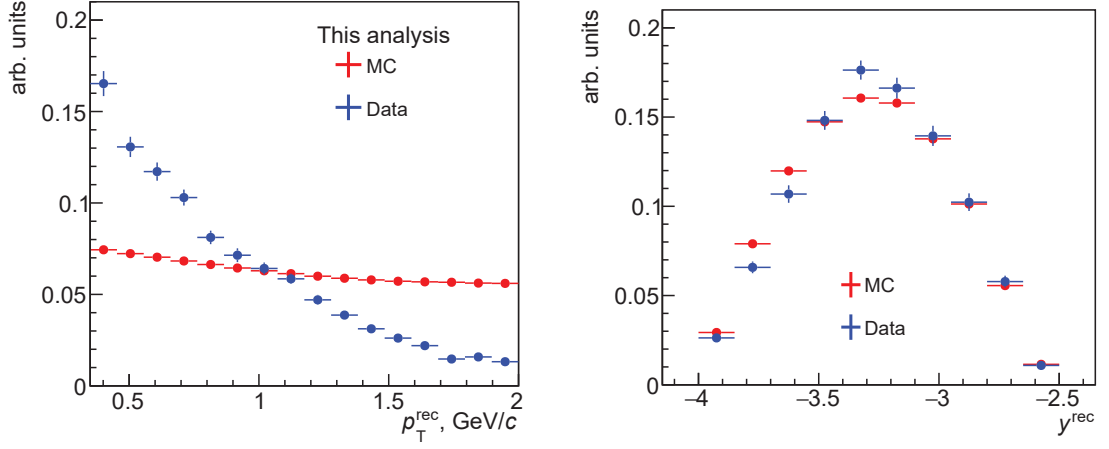 arb. units
0.2
0.15
0.1
0.05
0
This analysis
MC
Data
0.5
1
1.5
2
p_T^rec, GeV/c
arb. units
0.2
0.15
0.1
0.05
0
MC
Data
−4
−3.5
−3
−2.5
y^rec